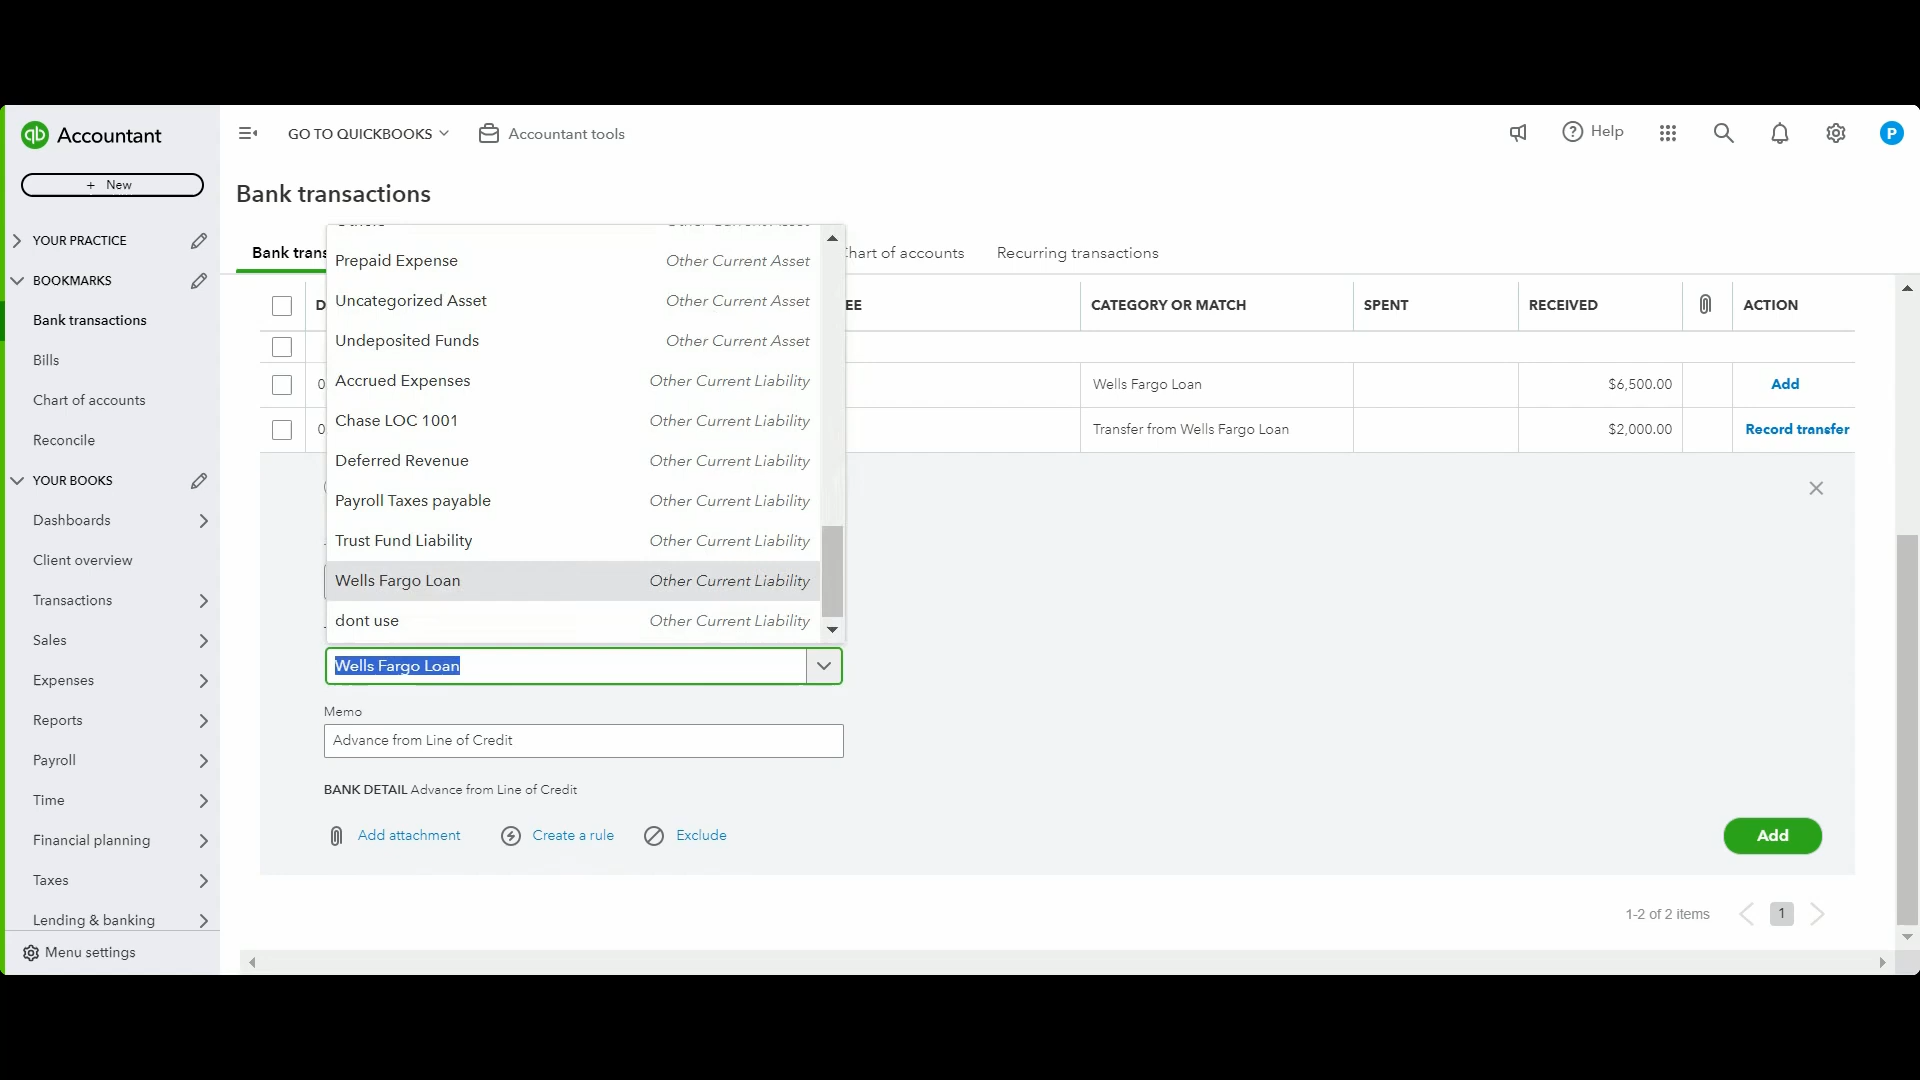 qb Accountant
GO TO QUICKBOOKS
Accountant tools
Help
P
+ New
Bank transactions
YOUR PRACTICE
BOOKMARKS
Bank transactions
Bills
Chart of accounts
Reconcile
YOUR BOOKS
Dashboards
Client overview
Transactions
Sales
Expenses
Reports
Payroll
Time
Financial planning
Taxes
Lending & banking
Menu settings
Bank trans
hart of accounts
Recurring transactions
D
EE
CATEGORY OR MATCH
SPENT
RECEIVED
ACTION
0
Wells Fargo Loan
$6,500.00
Add
0
Transfer from Wells Fargo Loan
$2,000.00
Record transfer
Prepaid Expense Other Current Asset
Uncategorized Asset Other Current Asset
Undeposited Funds Other Current Asset
Accrued Expenses Other Current Liability
Chase LOC 1001 Other Current Liability
Deferred Revenue Other Current Liability
Payroll Taxes payable Other Current Liability
Trust Fund Liability Other Current Liability
Wells Fargo Loan Other Current Liability
dont use Other Current Liability
Wells Fargo Loan
Memo
Advance from Line of Credit
BANK DETAIL Advance from Line of Credit
Add attachment
Create a rule
Exclude
Add
1-2 of 2 items
1